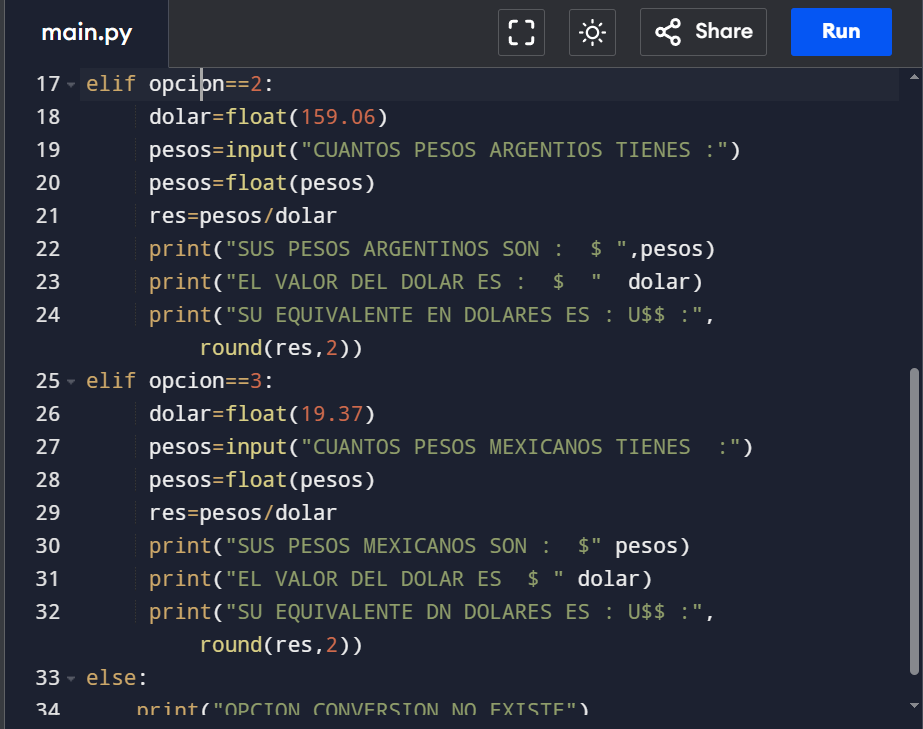 main.py
Share
Run
17 elif opcion==2:
18 dolar=float(159.06)
19 pesos=input("CUANTOS PESOS ARGENTIOS TIENES :")
20 pesos=float(pesos)
21 res=pesos/dolar
22 print("SUS PESOS ARGENTINOS SON :  $ ",pesos)
23 print("EL VALOR DEL DOLAR ES :  $  "  dolar)
24 print("SU EQUIVALENTE EN DOLARES ES : U$$ :",
round(res,2))
25 elif opcion==3:
26 dolar=float(19.37)
27 pesos=input("CUANTOS PESOS MEXICANOS TIENES  :")
28 pesos=float(pesos)
29 res=pesos/dolar
30 print("SUS PESOS MEXICANOS SON :  $" pesos)
31 print("EL VALOR DEL DOLAR ES  $ " dolar)
32 print("SU EQUIVALENTE DN DOLARES ES : U$$ :",
round(res,2))
33 else:
34 print("OPCION CONVERSION NO EXISTE")